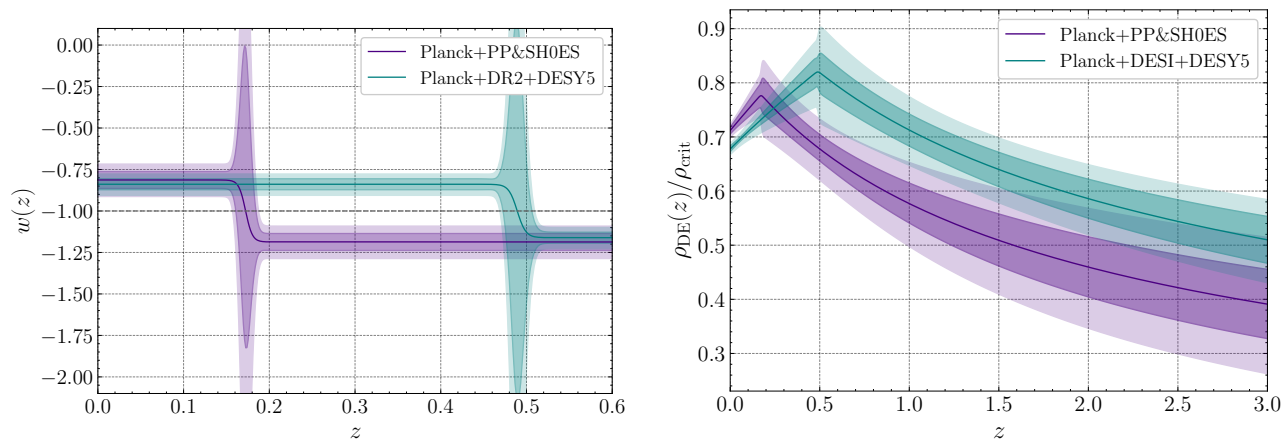 0.00
−0.25
−0.50
−0.75
−1.00
−1.25
−1.50
−1.75
−2.00
w(z)
0.0 0.1 0.2 0.3 0.4 0.5 0.6
z
Planck+PP&SH0ES
Planck+DR2+DESY5
0.9
0.8
0.7
0.6
0.5
0.4
0.3
ρDE(z)/ρcrit
0.0 0.5 1.0 1.5 2.0 2.5 3.0
z
Planck+PP&SH0ES
Planck+DESI+DESY5